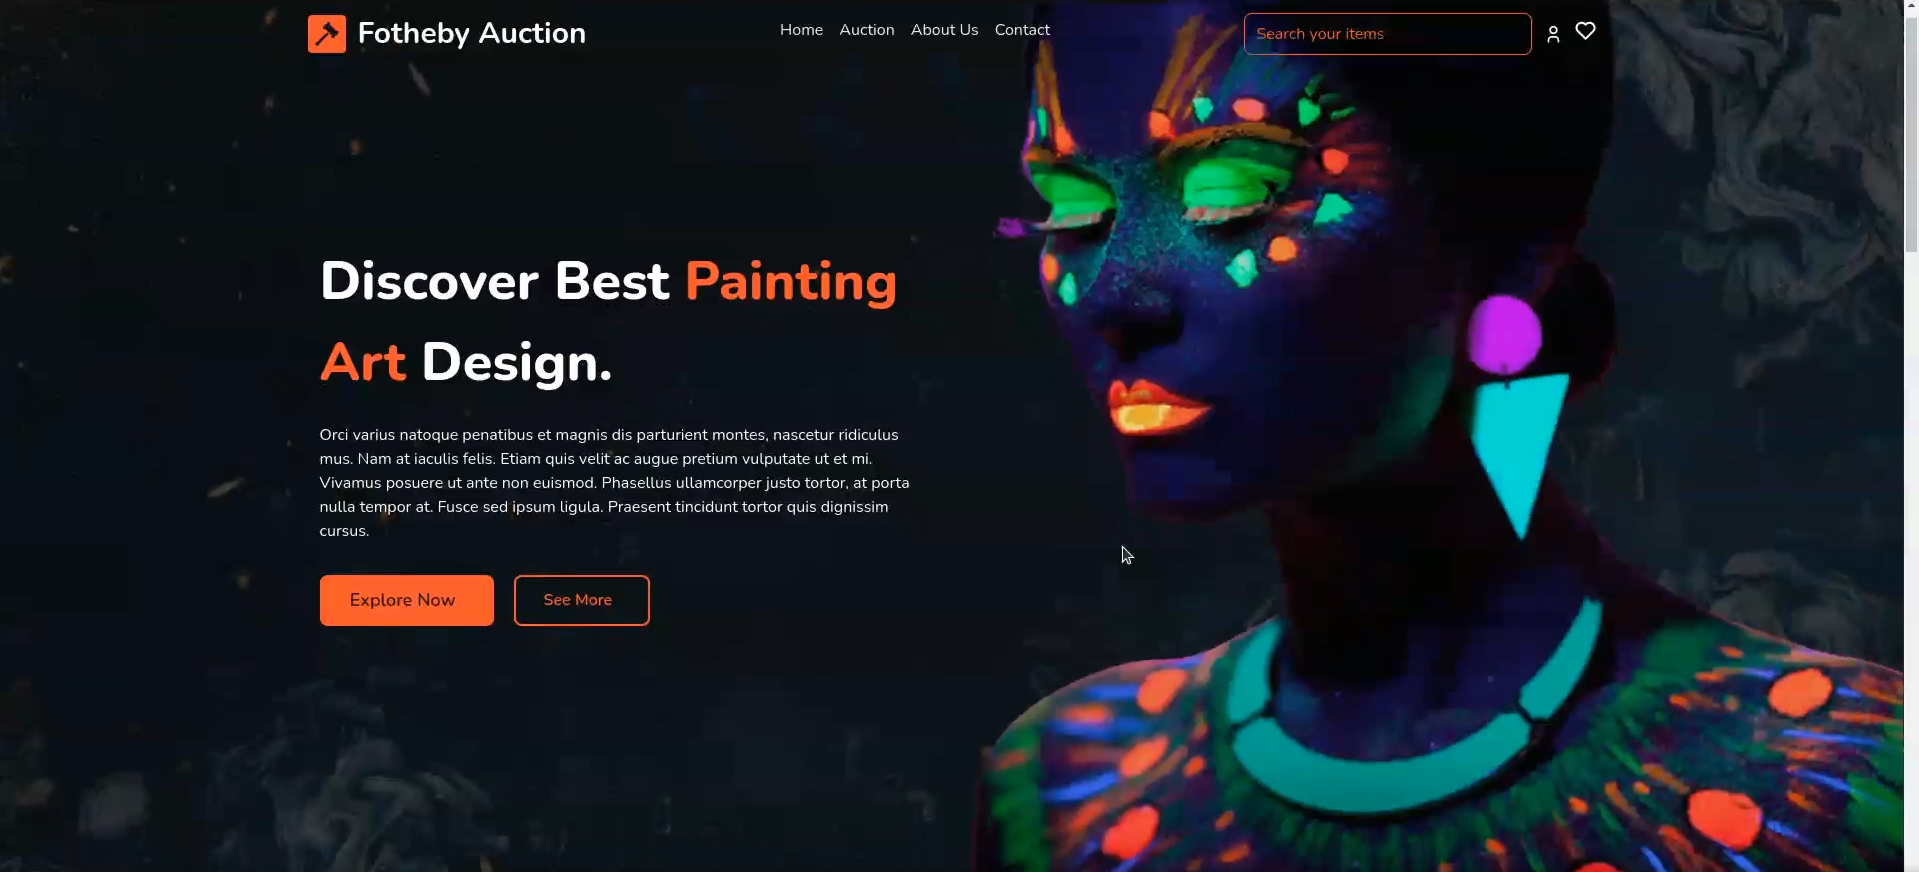 Fotheby Auction
Home Auction About Us Contact
Search your items
Discover Best Painting
Art Design.
Orci varius natoque penatibus et magnis dis parturient montes, nascetur ridiculus
mus. Nam at iaculis felis. Etiam quis velit ac augue pretium vulputate ut et mi.
Vivamus posuere ut ante non euismod. Phasellus ullamcorper justo tortor, at porta
nulla tempor at. Fusce sed ipsum ligula. Praesent tincidunt tortor quis dignissim
cursus.
Explore Now
See More